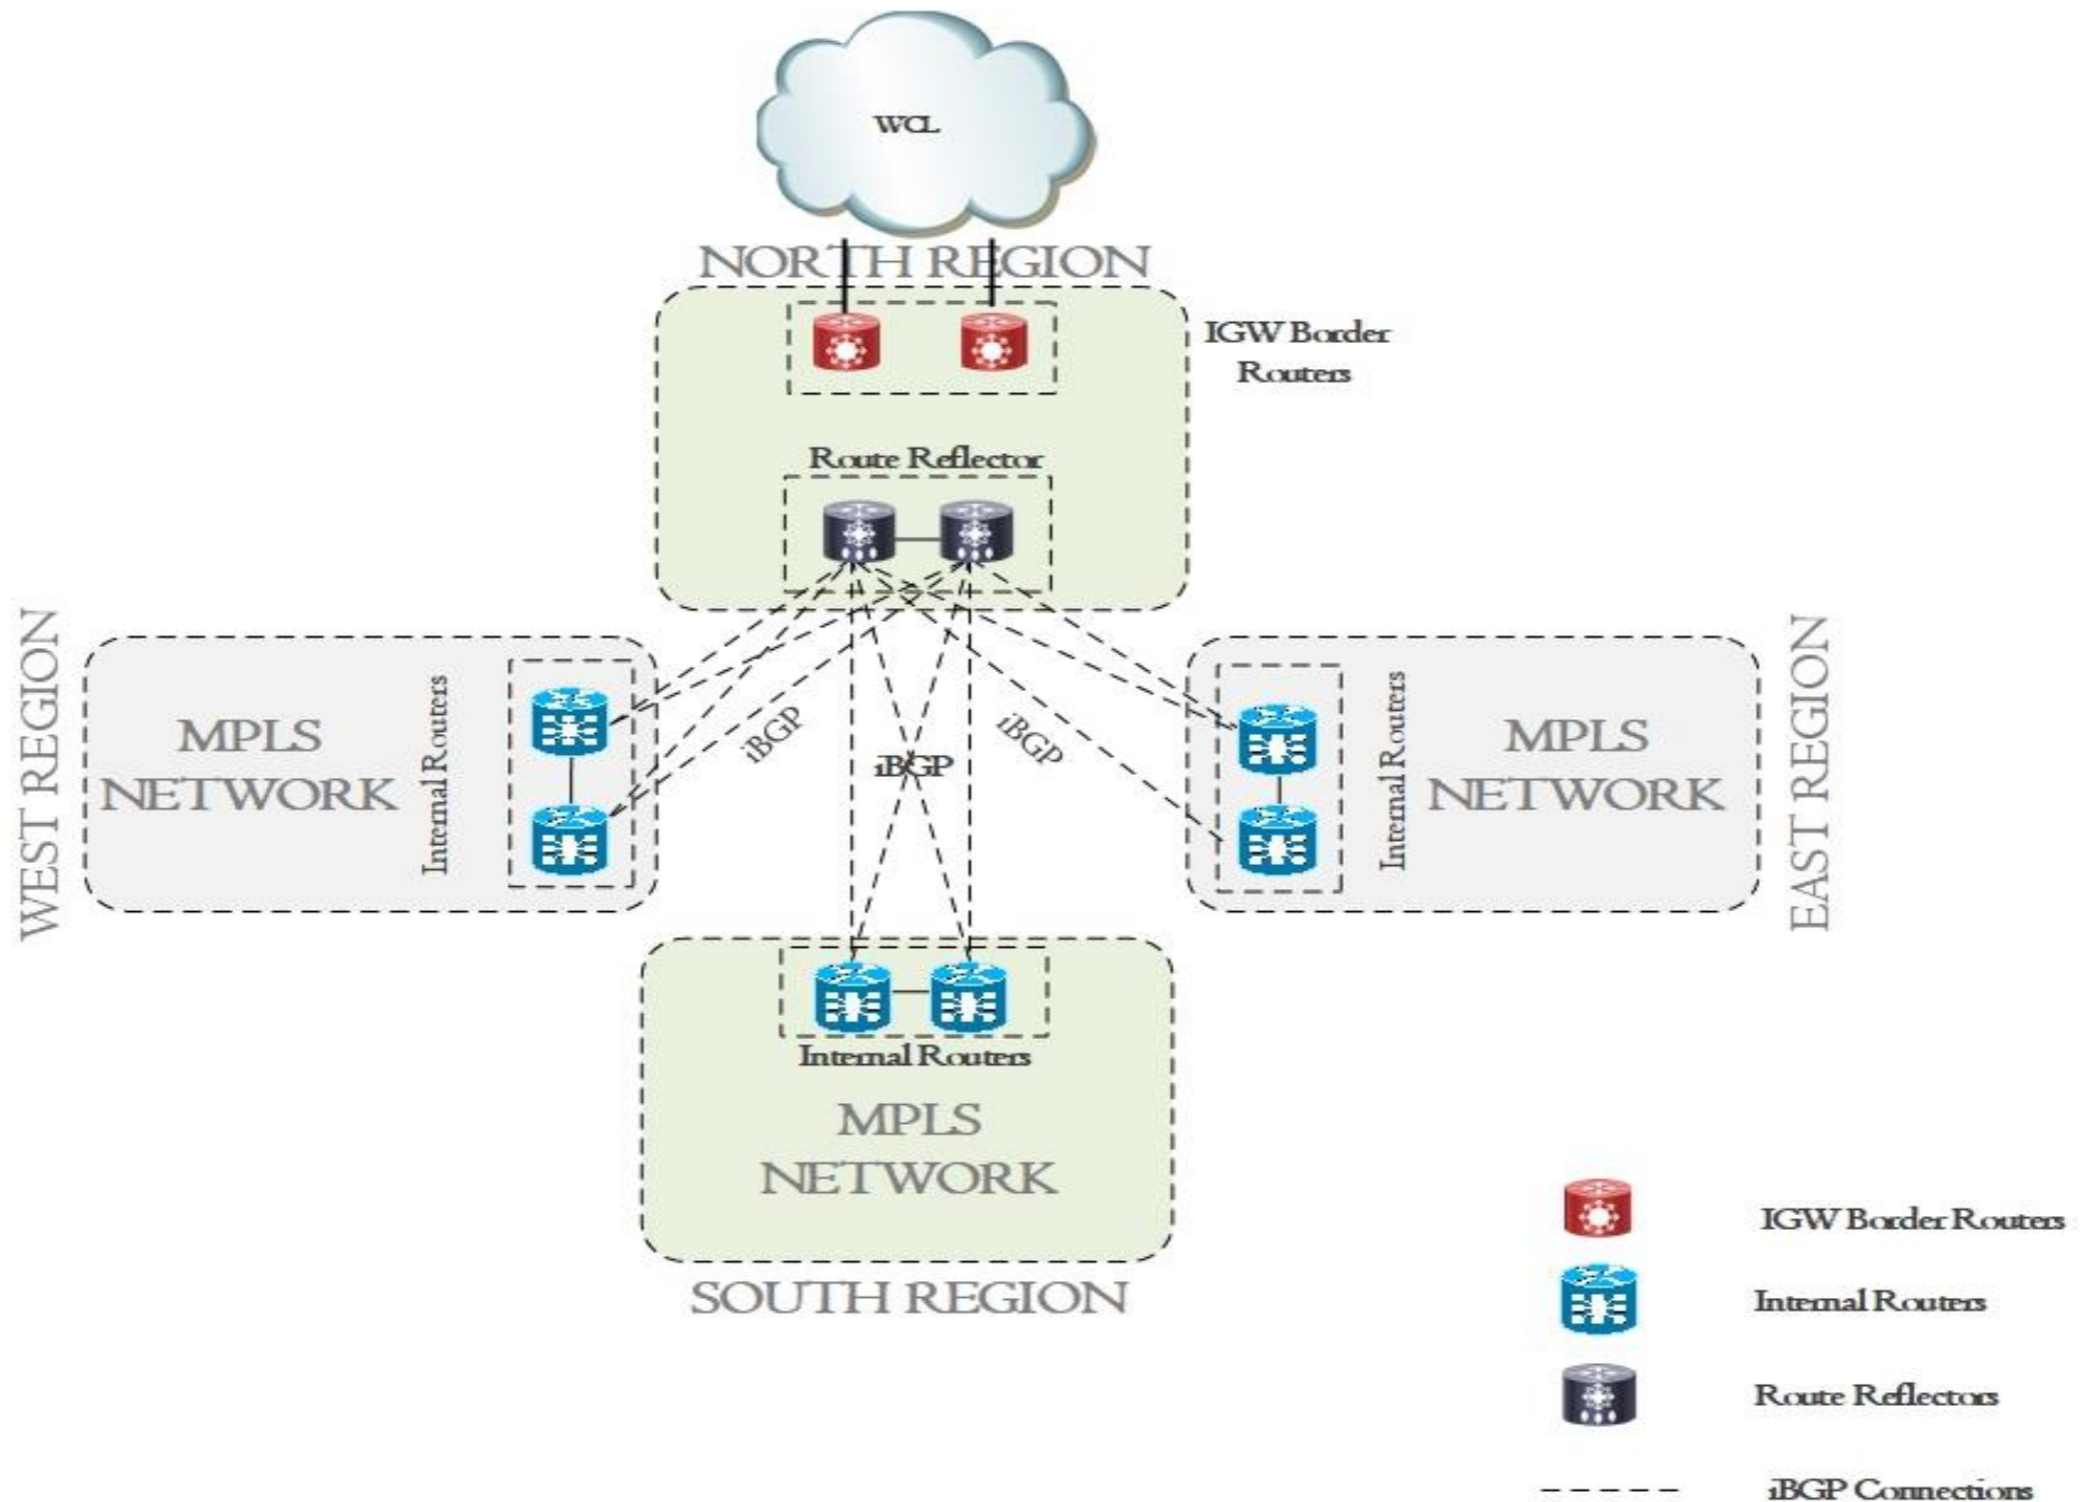 WCL
NORTH REGION
IGW Border
Routers
Route Reflector
WEST REGION
MPLS
NETWORK
Internal Routers
iBGP
iBGP
iBGP
Internal Routers
MPLS
NETWORK
EAST REGION
Internal Routers
MPLS
NETWORK
SOUTH REGION
IGW Border Routers
Internal Routers
Route Reflectors
iBGP Connections